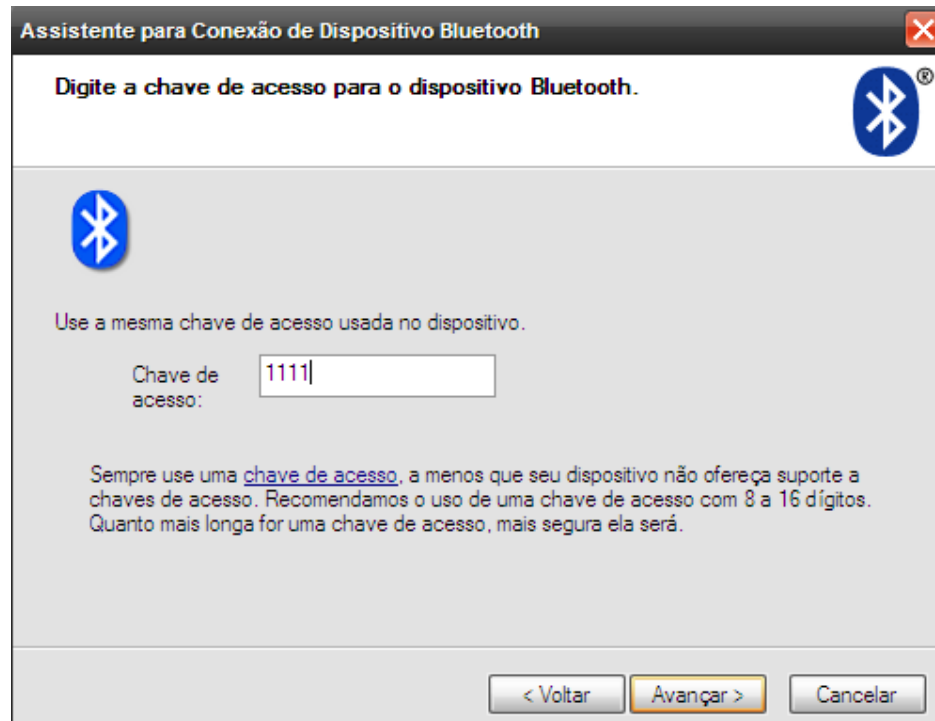 Assistente para Conexão de Dispositivo Bluetooth
Digite a chave de acesso para o dispositivo Bluetooth.
®
Use a mesma chave de acesso usada no dispositivo.
Chave de
acesso:
1111
Sempre use uma chave de acesso, a menos que seu dispositivo não ofereça suporte a
chaves de acesso. Recomendamos o uso de uma chave de acesso com 8 a 16 dígitos.
Quanto mais longa for uma chave de acesso, mais segura ela será.
< Voltar
Avançar >
Cancelar